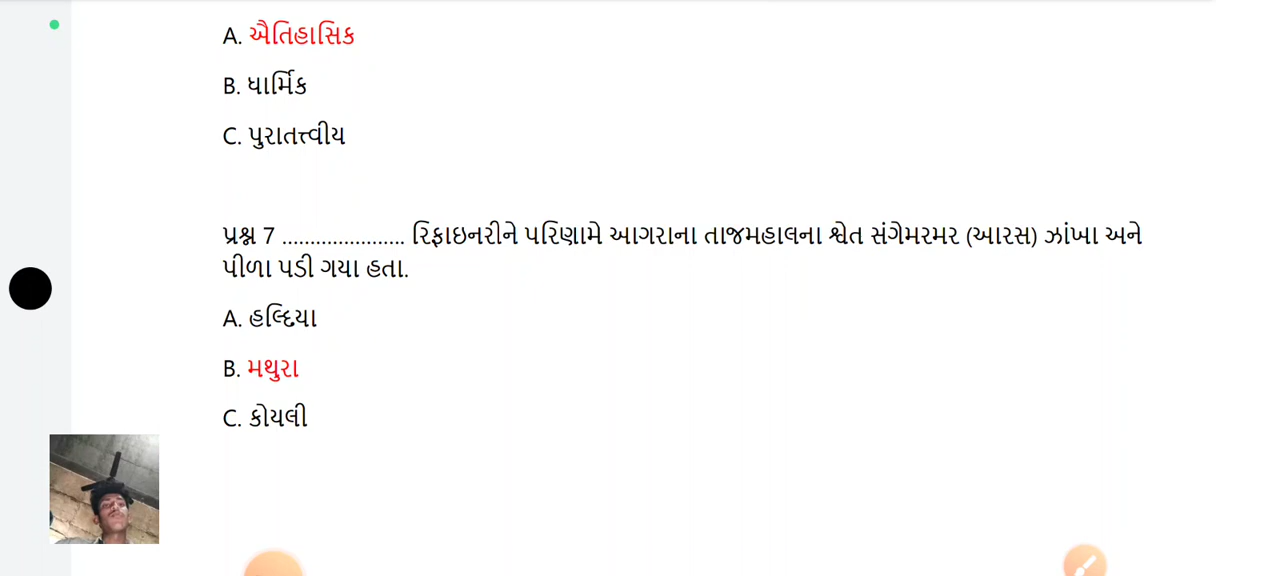 A. ઐતિહાસિક
B. ધાર્મિક
C. પુરાતત્ત્વીય
પ્રશ્ન 7 ...................... રિફાઇનરીને પરિણામે આગરાના તાજમહાલના શ્વેત સંગેમરમર (આરસ) ઝાંખા અને
પીળા પડી ગયા હતા.
A. હલ્દિયા
B. મથુરા
C. કોયલી